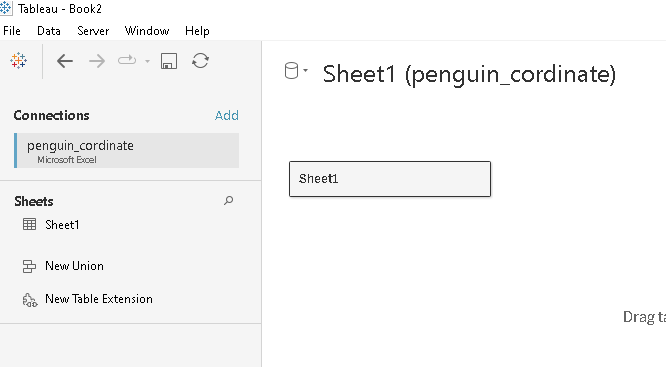 Tableau - Book2
File Data Server Window Help
Sheet1 (penguin_cordinate)
Connections Add
penguin_cordinate
Microsoft Excel
Sheet1
Sheets
Sheet1
New Union
New Table Extension
Drag ta